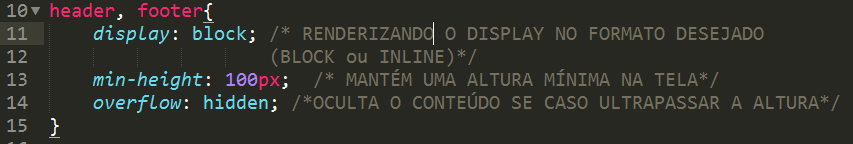 10 header, footer{
11 display: block; /* RENDERIZANDO O DISPLAY NO FORMATO DESEJADO
12 (BLOCK ou INLINE)*/
13 min-height: 100px; /* MANTÉM UMA ALTURA MÍNIMA NA TELA*/
14 overflow: hidden; /*OCULTA O CONTEÚDO SE CASO ULTRAPASSAR A ALTURA*/
15 }